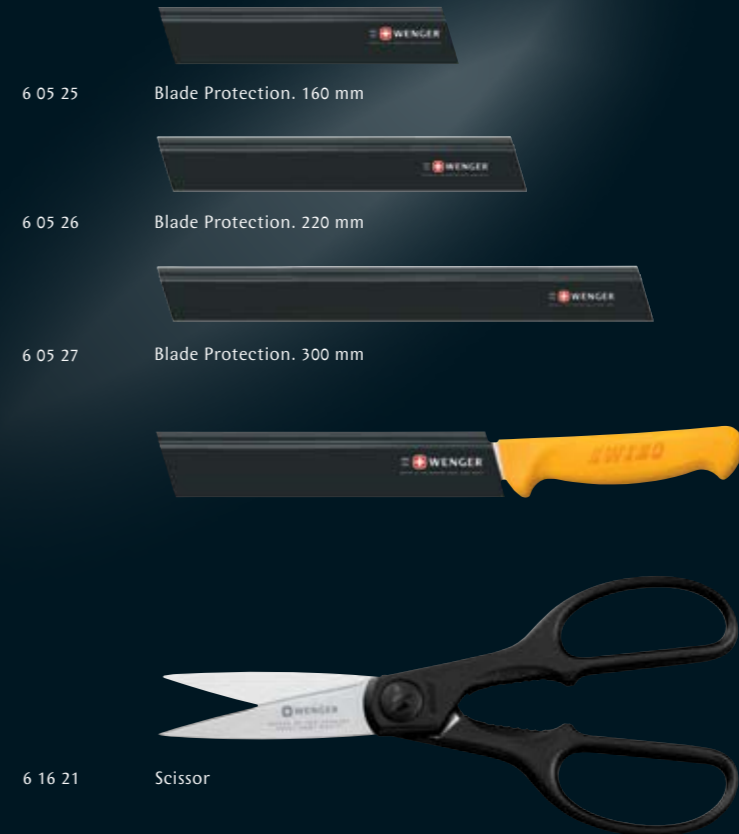 WENGER
6 05 25 Blade Protection. 160 mm
WENGER
6 05 26 Blade Protection. 220 mm
WENGER
6 05 27 Blade Protection. 300 mm
WENGER
SWIBO
WENGER
6 16 21 Scissor